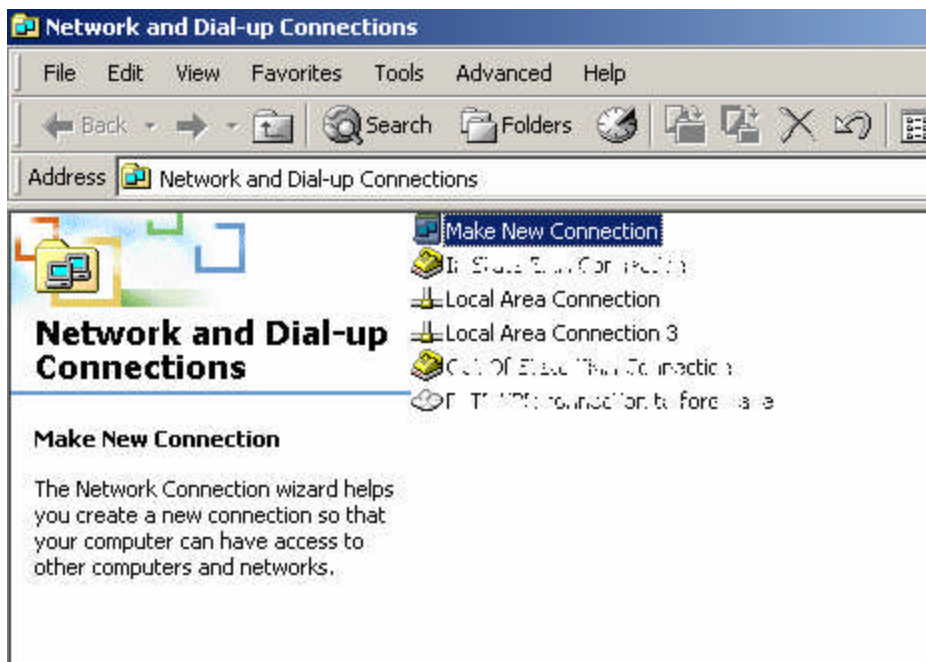 Network and Dial-up Connections
File Edit View Favorites Tools Advanced Help
Back Search Folders
Address Network and Dial-up Connections
Make New Connection
Local Area Connection
Local Area Connection 3
Network and Dial-up
Connections
Make New Connection
The Network Connection wizard helps
you create a new connection so that
your computer can have access to
other computers and networks.